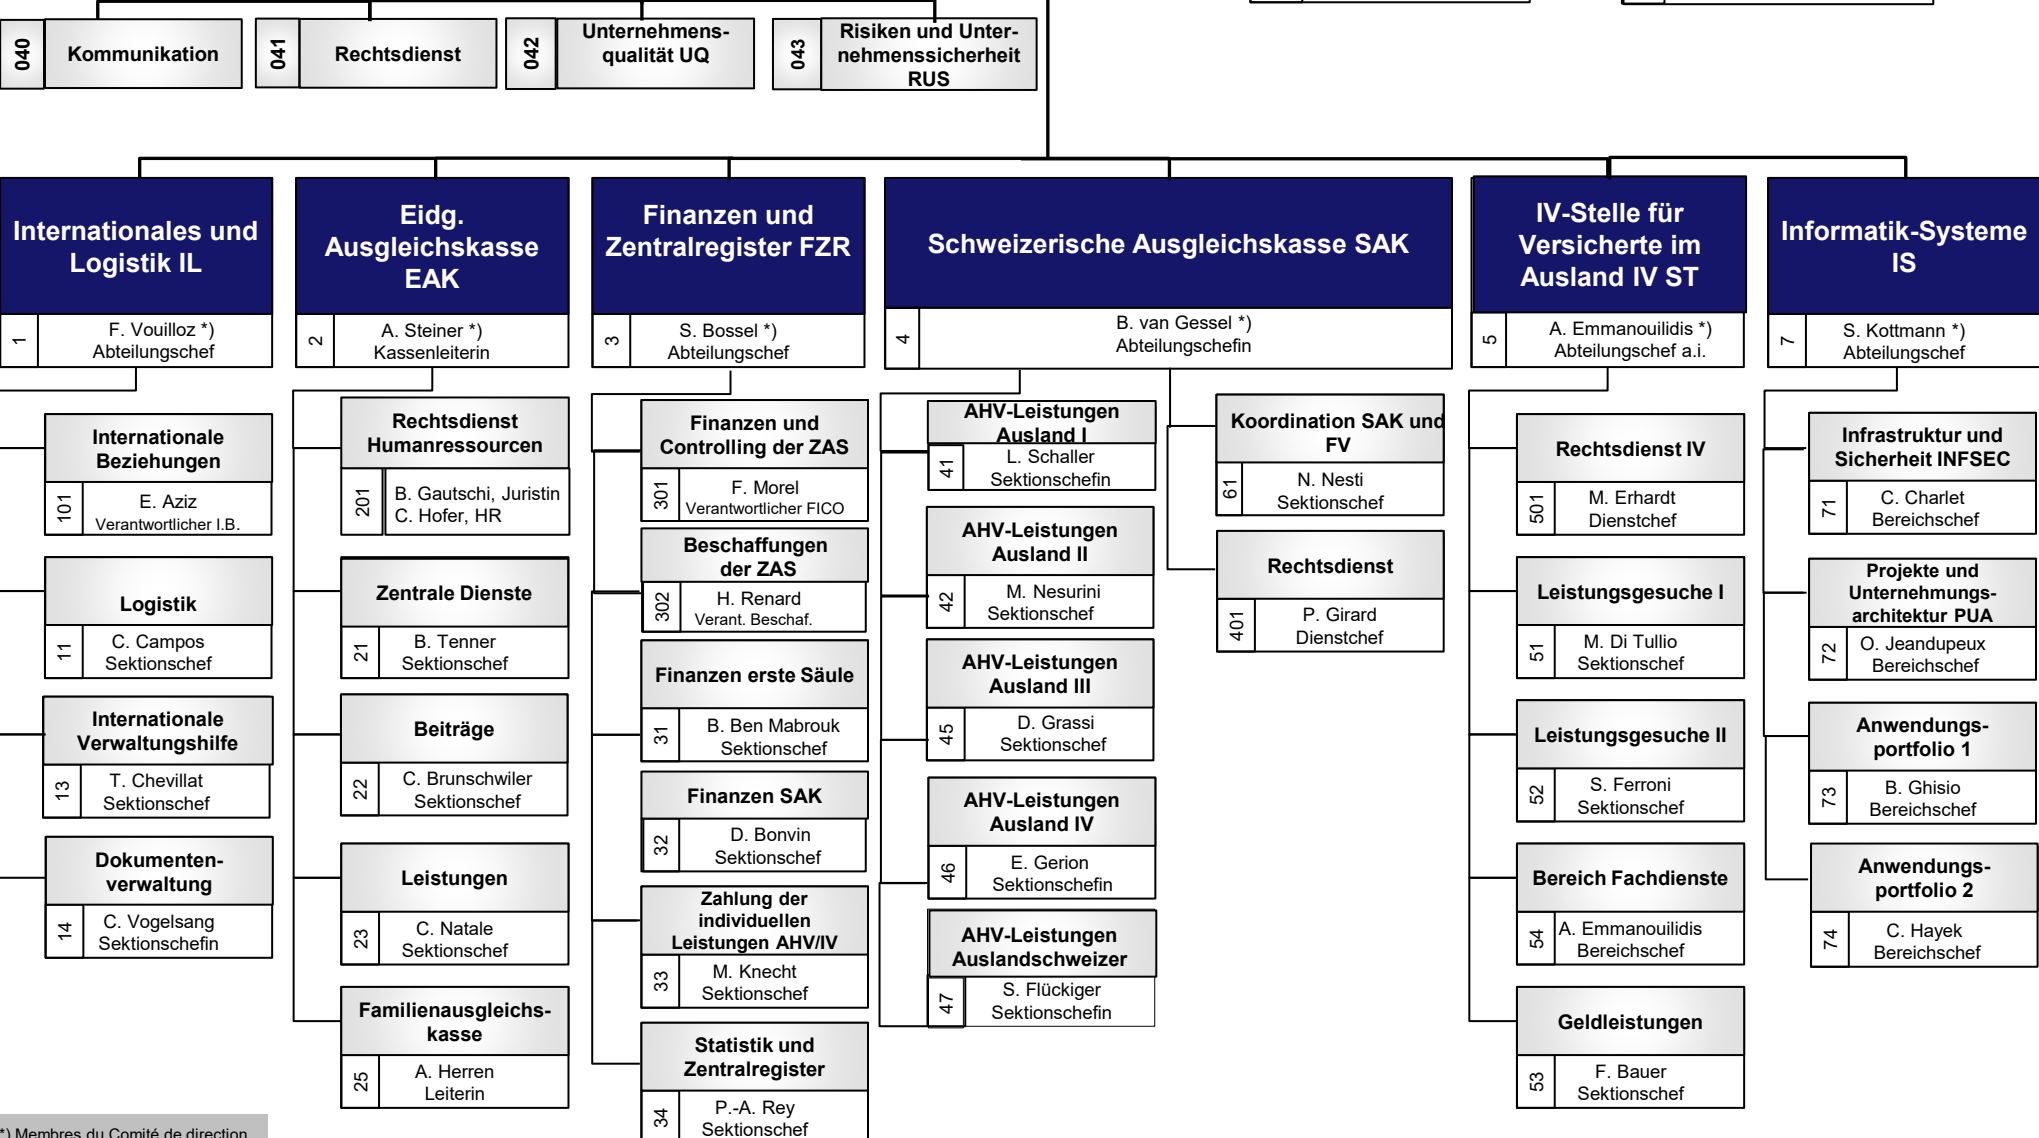 040
Kommunikation
041
Rechtsdienst
042
Unternehmens-
qualität UQ
043
Risiken und Unter-
nehmenssicherheit
RUS
Internationales und
Logistik IL
1
F. Vouilloz *)
Abteilungschef
Eidg.
Ausgleichskasse
EAK
2
A. Steiner *)
Kassenleiterin
Finanzen und
Zentralregister FZR
3
S. Bossel *)
Abteilungschef
Schweizerische Ausgleichskasse SAK
4
B. van Gessel *)
Abteilungschefin
IV-Stelle für
Versicherte im
Ausland IV ST
5
A. Emmanouilidis *)
Abteilungschef a.i.
Informatik-Systeme
IS
7
S. Kottmann *)
Abteilungschef
Internationale
Beziehungen
101
E. Aziz
Verantwortlicher I.B.
Logistik
11
C. Campos
Sektionschef
Internationale
Verwaltungshilfe
13
T. Chevillat
Sektionschef
Dokumenten-
verwaltung
14
C. Vogelsang
Sektionschefin
Rechtsdienst
Humanressourcen
201
B. Gautschi, Juristin
C. Hofer, HR
Zentrale Dienste
21
B. Tenner
Sektionschef
Beiträge
22
C. Brunschwiler
Sektionschef
Leistungen
23
C. Natale
Sektionschef
Familienausgleichs-
kasse
25
A. Herren
Leiterin
Finanzen und
Controlling der ZAS
301
F. Morel
Verantwortlicher FICO
Beschaffungen
der ZAS
302
H. Renard
Verant. Beschaf.
Finanzen erste Säule
31
B. Ben Mabrouk
Sektionschef
Finanzen SAK
32
D. Bonvin
Sektionschef
Zahlung der
individuellen
Leistungen AHV/IV
33
M. Knecht
Sektionschef
Statistik und
Zentralregister
34
P.-A. Rey
Sektionschef
AHV-Leistungen
Ausland I
41
L. Schaller
Sektionschefin
AHV-Leistungen
Ausland II
42
M. Nesurini
Sektionschef
AHV-Leistungen
Ausland III
45
D. Grassi
Sektionschef
AHV-Leistungen
Ausland IV
46
E. Gerion
Sektionschefin
AHV-Leistungen
Auslandschweizer
47
S. Flückiger
Sektionschefin
Koordination SAK und
FV
61
N. Nesti
Sektionschef
Rechtsdienst
401
P. Girard
Dienstchef
Rechtsdienst IV
501
M. Erhardt
Dienstchef
Leistungsgesuche I
51
M. Di Tullio
Sektionschef
Leistungsgesuche II
52
S. Ferroni
Sektionschef
Bereich Fachdienste
54
A. Emmanouilidis
Bereichschef
Geldleistungen
53
F. Bauer
Sektionschef
Infrastruktur und
Sicherheit INFSEC
71
C. Charlet
Bereichschef
Projekte und
Unternehmungs-
architektur PUA
72
O. Jeandupeux
Bereichschef
Anwendungs-
portfolio 1
73
B. Ghisio
Bereichschef
Anwendungs-
portfolio 2
74
C. Hayek
Bereichschef
*) Membres du Comité de direction